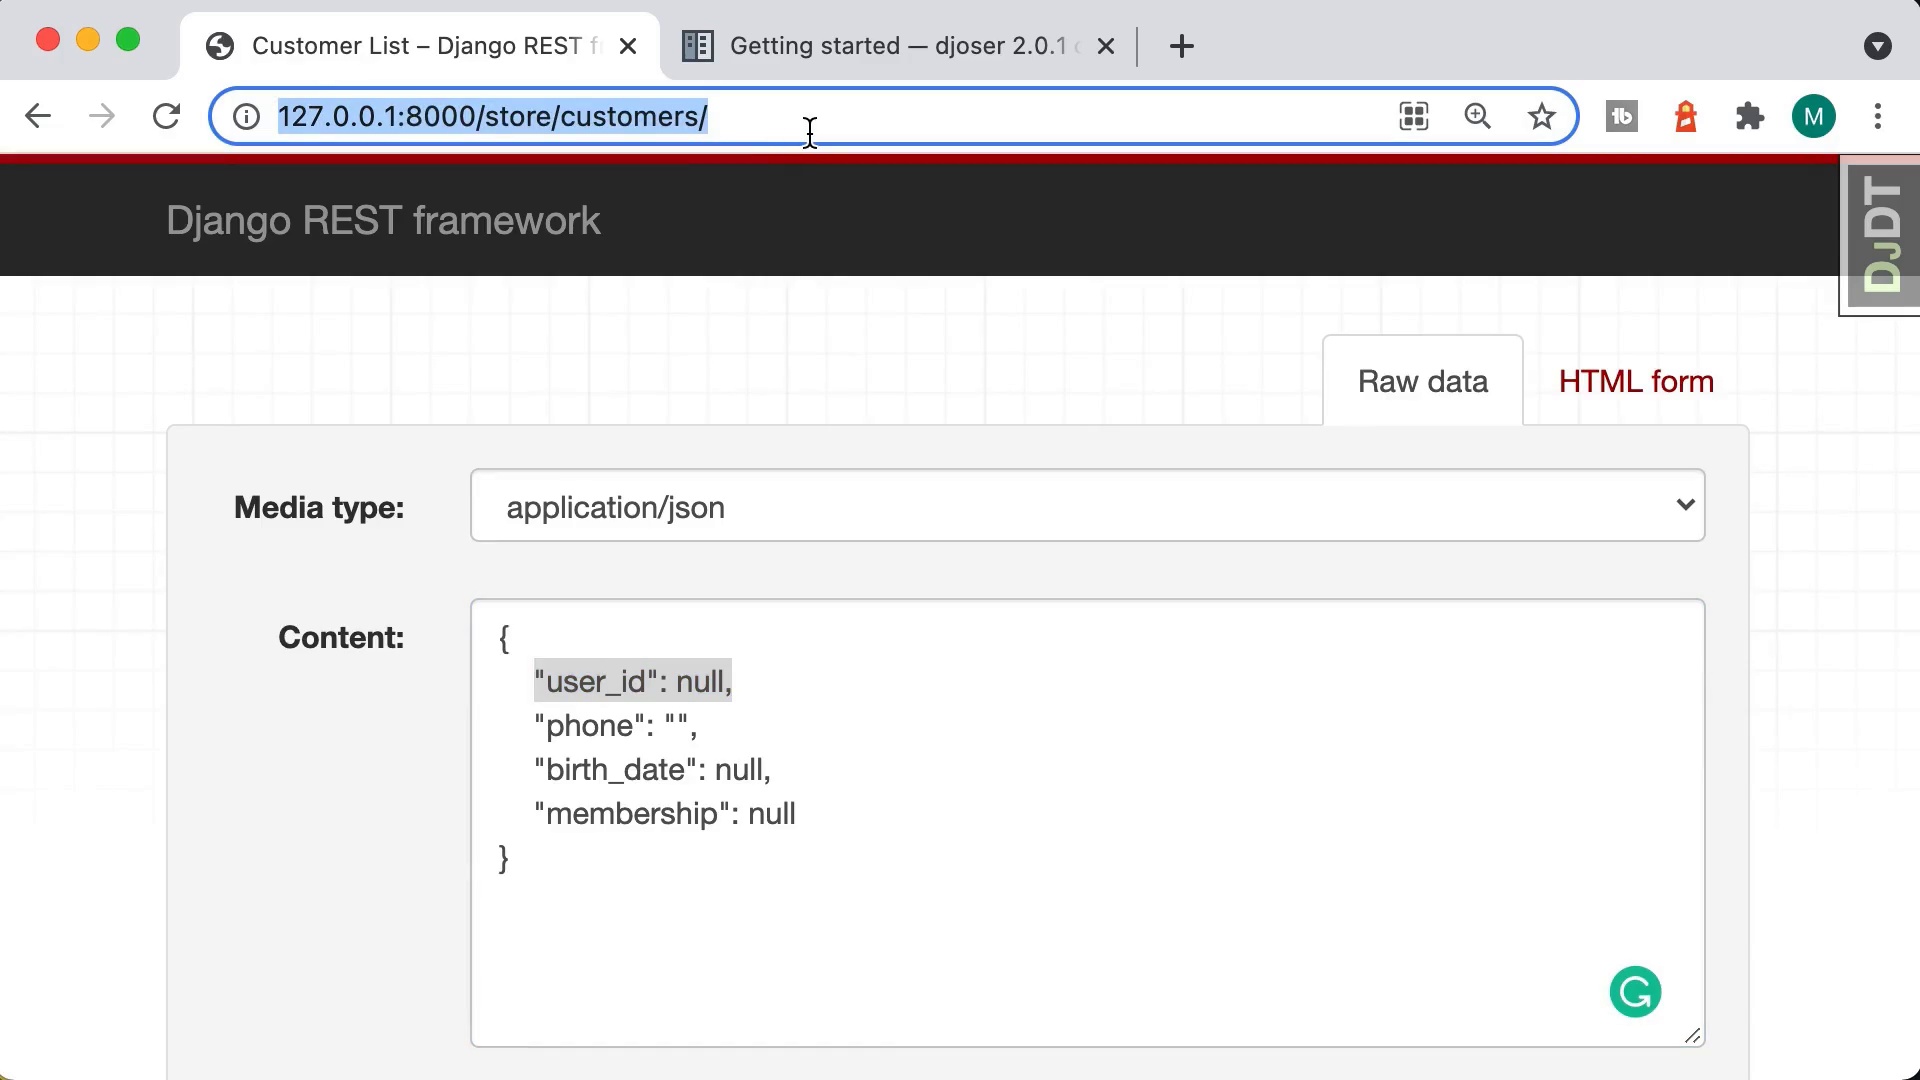 Customer List – Django REST f
Getting started — djoser 2.0.1
127.0.0.1:8000/store/customers/
M
Django REST framework
DJDT
Raw data
HTML form
Media type:
application/json
Content:
{
"user_id": null,
"phone": "",
"birth_date": null,
"membership": null
}